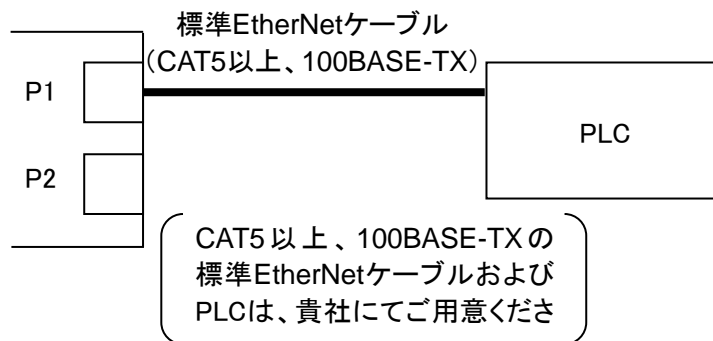 標準EtherNetケーブル
(CAT5以上、100BASE-TX)
P1
PLC
P2
CAT5以上、100BASE-TXの
標準EtherNetケーブルおよび
PLCは、貴社にてご用意くださ